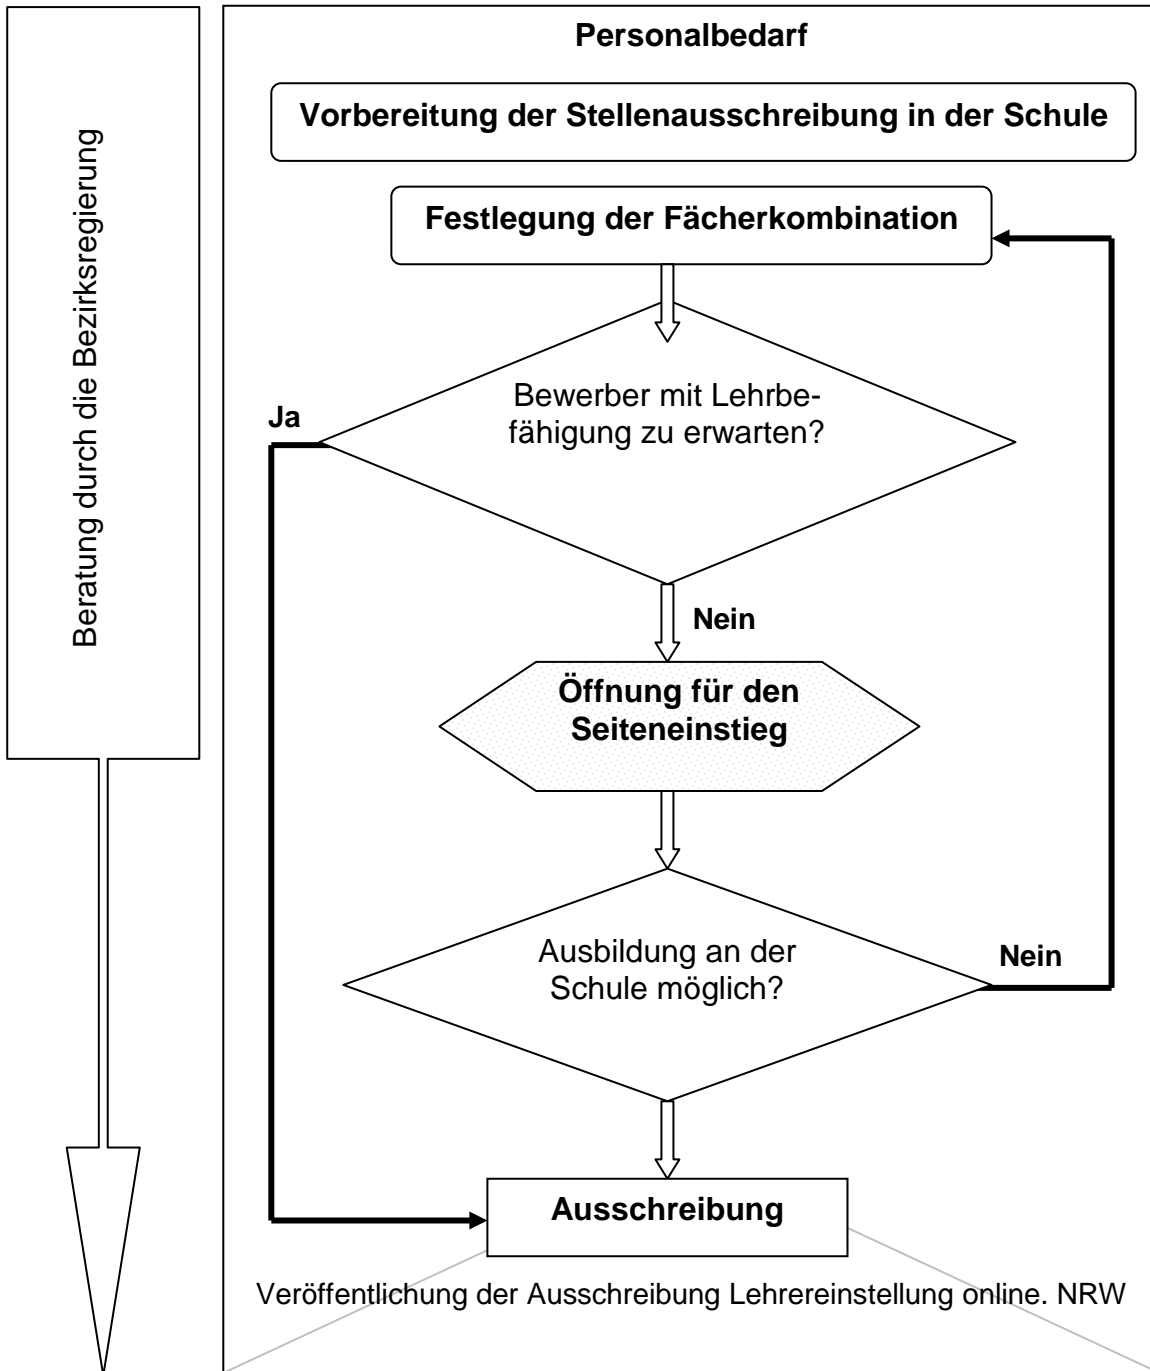 Beratung durch die Bezirksregierung
Personalbedarf
Vorbereitung der Stellenausschreibung in der Schule
Festlegung der Fächerkombination
Bewerber mit Lehrbe-
fähigung zu erwarten?
Ja
Nein
Öffnung für den
Seiteneinstieg
Ausbildung an der
Schule möglich?
Nein
Ausschreibung
Veröffentlichung der Ausschreibung Lehrereinstellung online. NRW